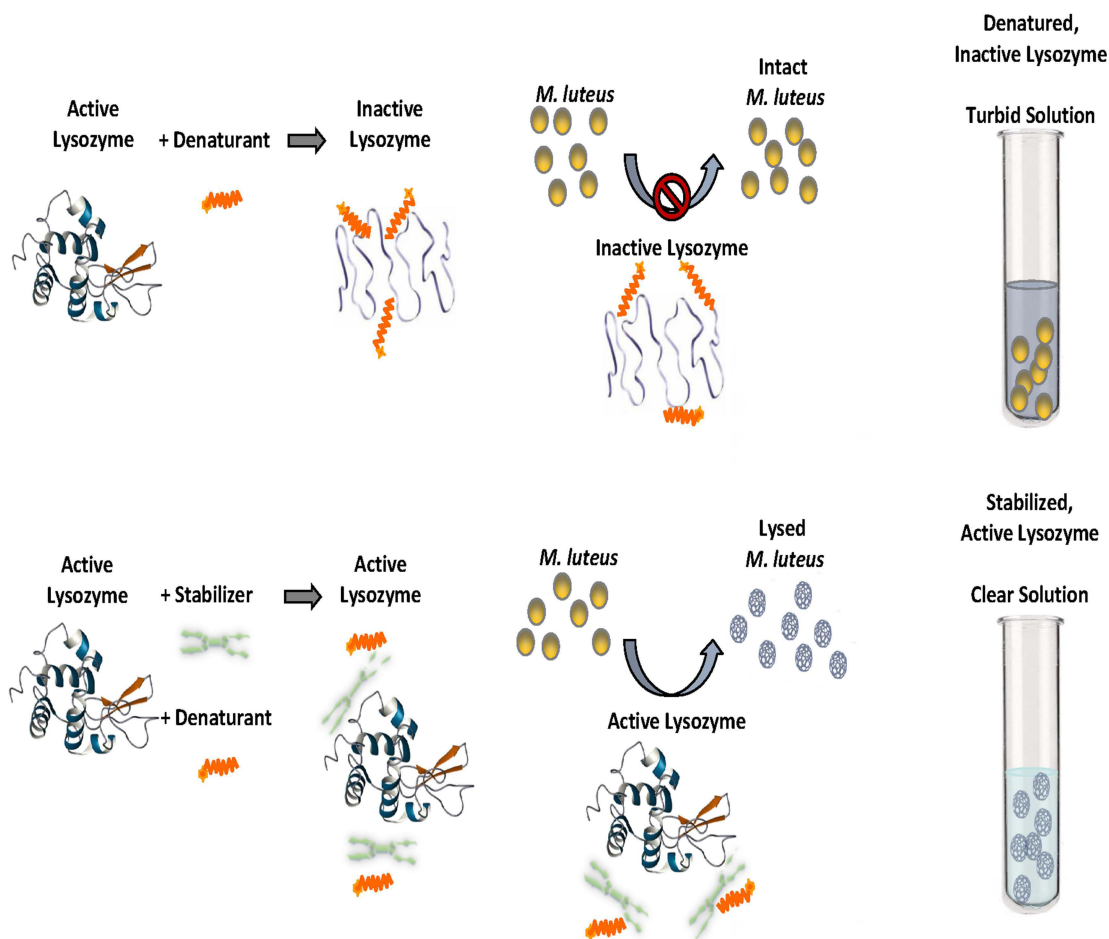 Active
Lysozyme
+ Denaturant
Inactive
Lysozyme
M. luteus
Intact
M. luteus
Inactive Lysozyme
Denatured,
Inactive Lysozyme
Turbid Solution
Active
Lysozyme
+ Stabilizer
+ Denaturant
Active
Lysozyme
M. luteus
Lysed
M. luteus
Active Lysozyme
Stabilized,
Active Lysozyme
Clear Solution